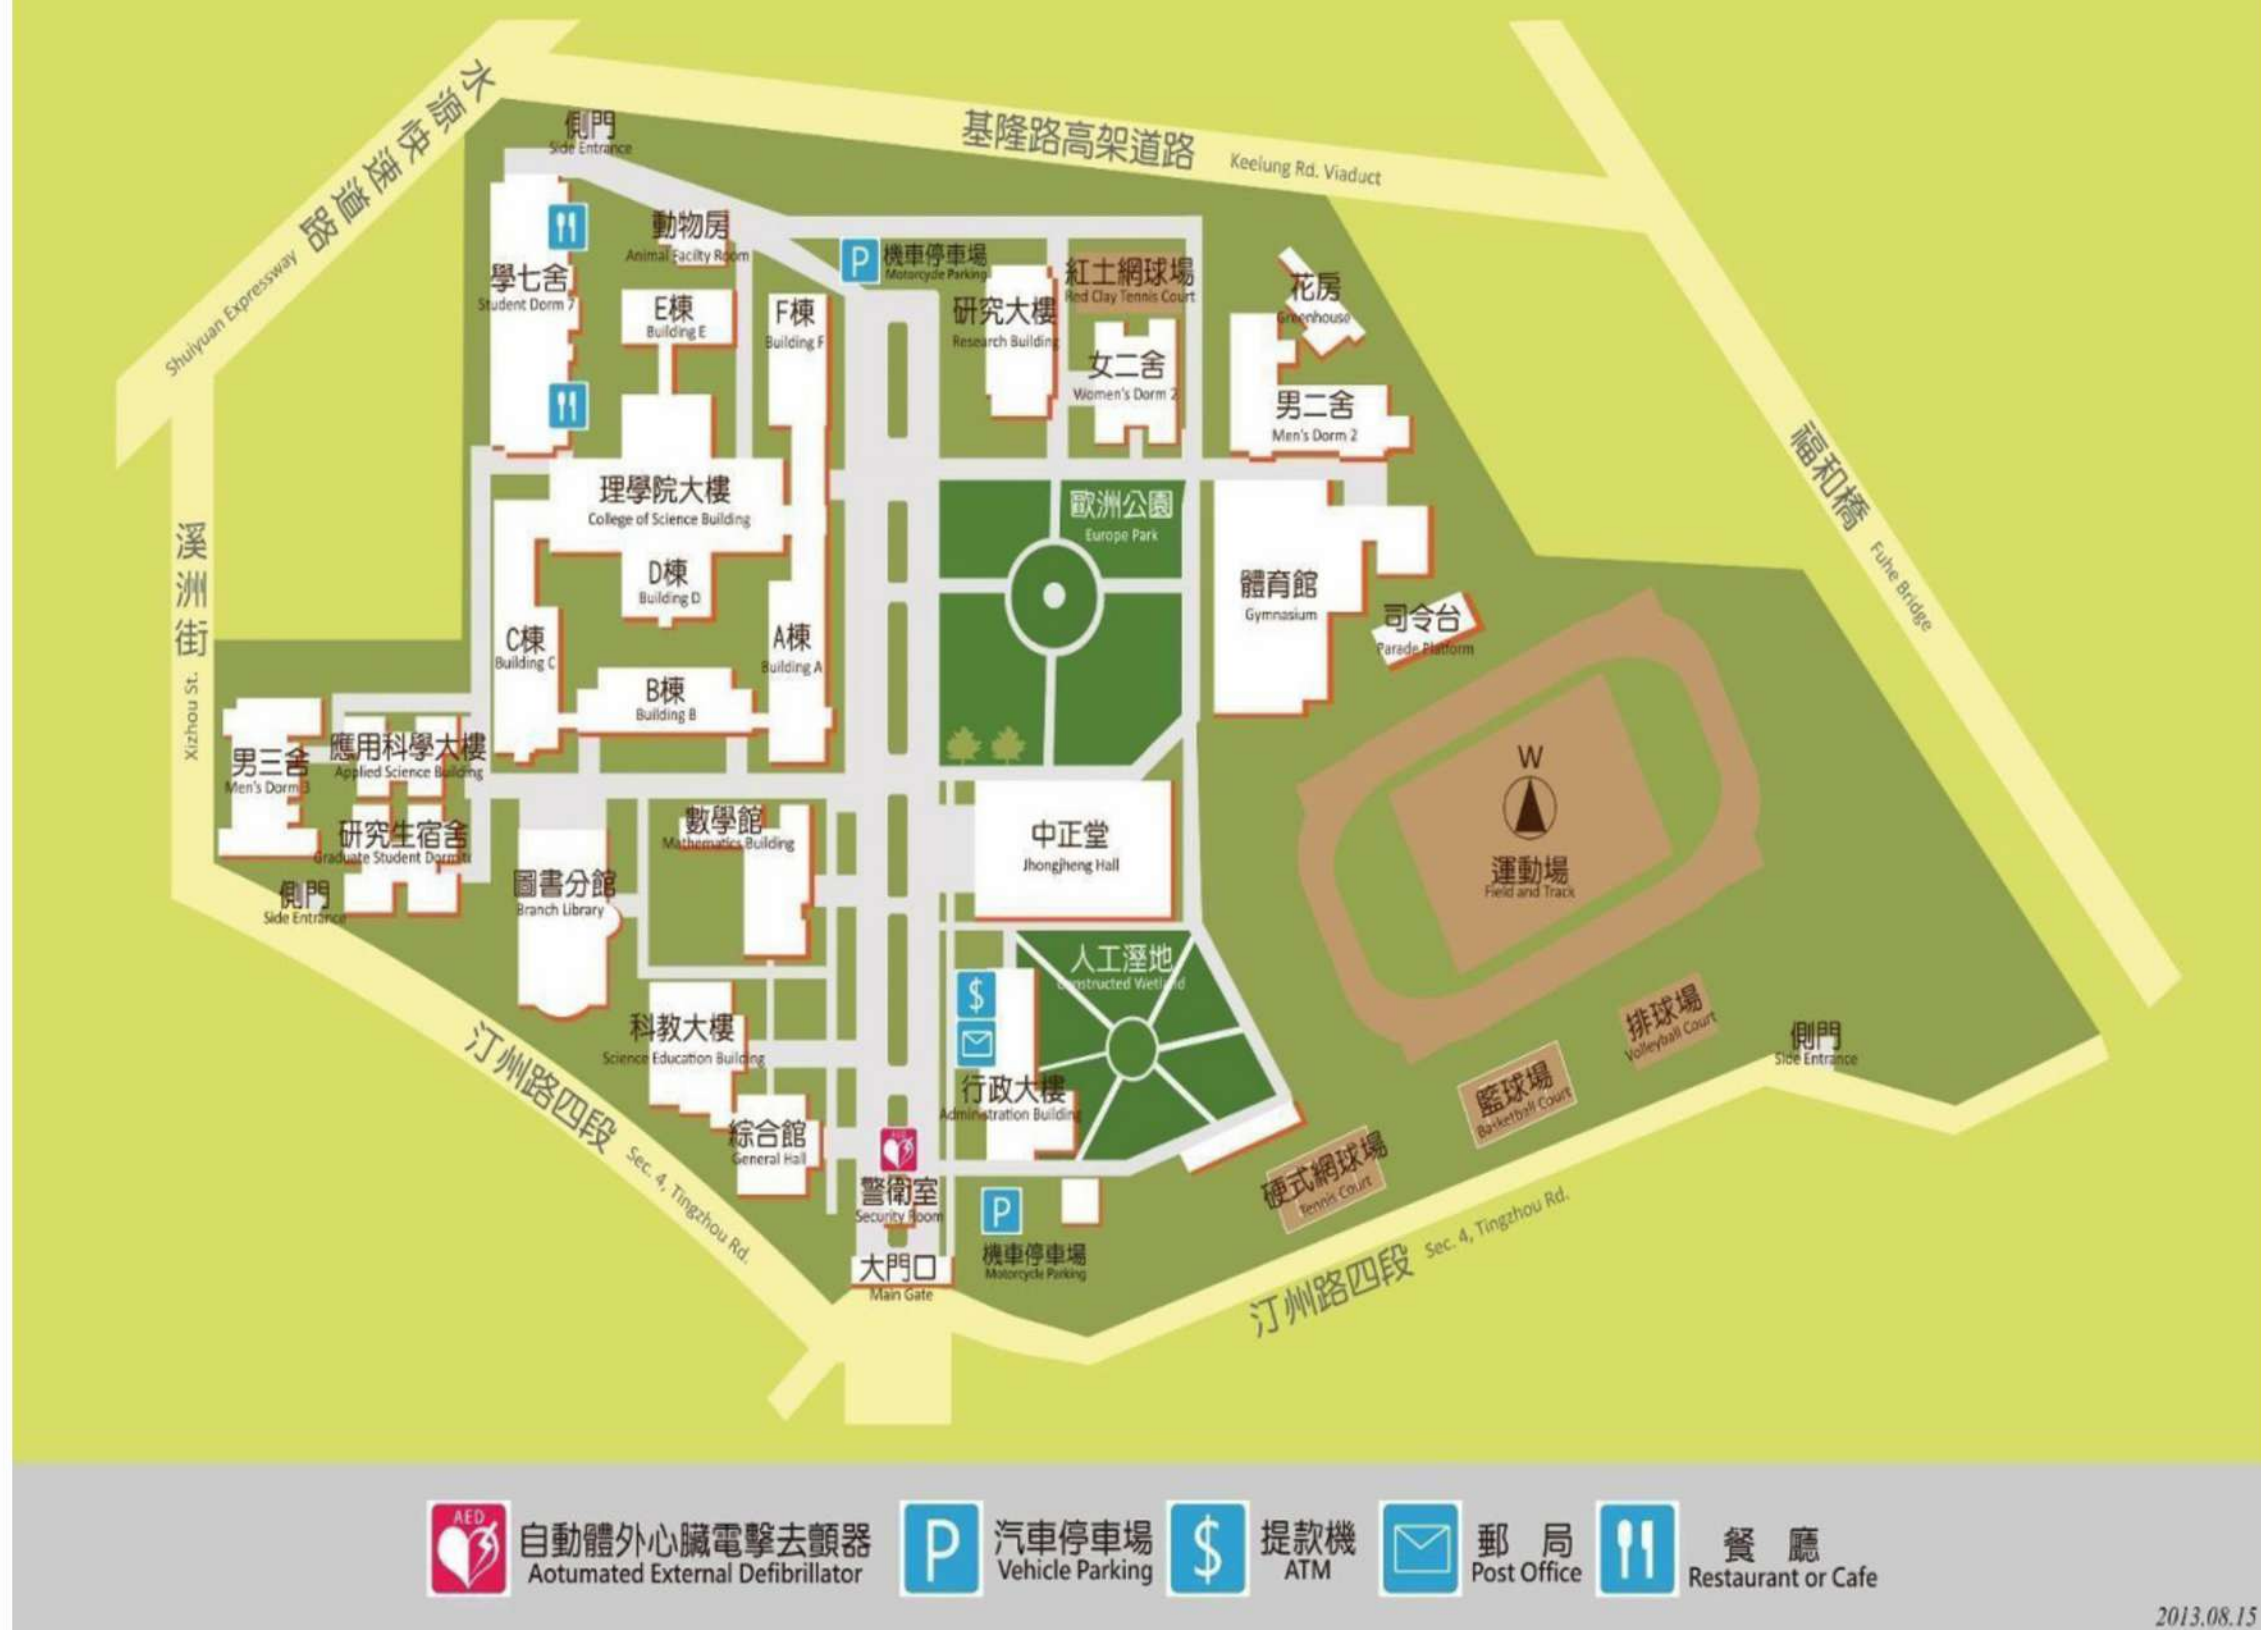 水源快速道路
Shuiyuan Expressway
側門
Side Entrance
基隆路高架道路
Keelung Rd. Viaduct
動物房
Animal Facilty Room
機車停車場
Motorcycle Parking
紅土網球場
Red Clay Tennis Court
花房
Greenhouse
學七舍
Student Dorm 7
E棟
Building E
F棟
Building F
研究大樓
Research Building
女二舍
Women's Dorm 2
男二舍
Men's Dorm 2
福和橋
Fuhe Bridge
理學院大樓
College of Science Building
歐洲公園
Europe Park
溪洲街
Xizhou St.
D棟
Building D
體育館
Gymnasium
司令台
Parade Platform
C棟
Building C
A棟
Building A
B棟
Building B
男三舍
Men's Dorm 3
應用科學大樓
Applied Science Building
W
運動場
Field and Track
研究生宿舍
Graduate Student Dorm
數學館
Mathematics Building
中正堂
Jhongjheng Hall
側門
Side Entrance
圖書分館
Branch Library
人工溼地
Constructed Wetland
$
排球場
Volleyball Court
側門
Side Entrance
科教大樓
Science Education Building
行政大樓
Administration Building
籃球場
Basketball Court
汀州路四段
Sec. 4, Tingzhou Rd.
綜合館
General Hall
硬式網球場
Tennis Court
警衛室
Security Room
P
P
機車停車場
Motorcycle Parking
大門口
Main Gate
汀州路四段
Sec. 4, Tingzhou Rd.
AED
自動體外心臟電擊去顫器
Aotumated External Defibrillator
P
汽車停車場
Vehicle Parking
$
提款機
ATM
郵 局
Post Office
餐 廳
Restaurant or Cafe
2013.08.15